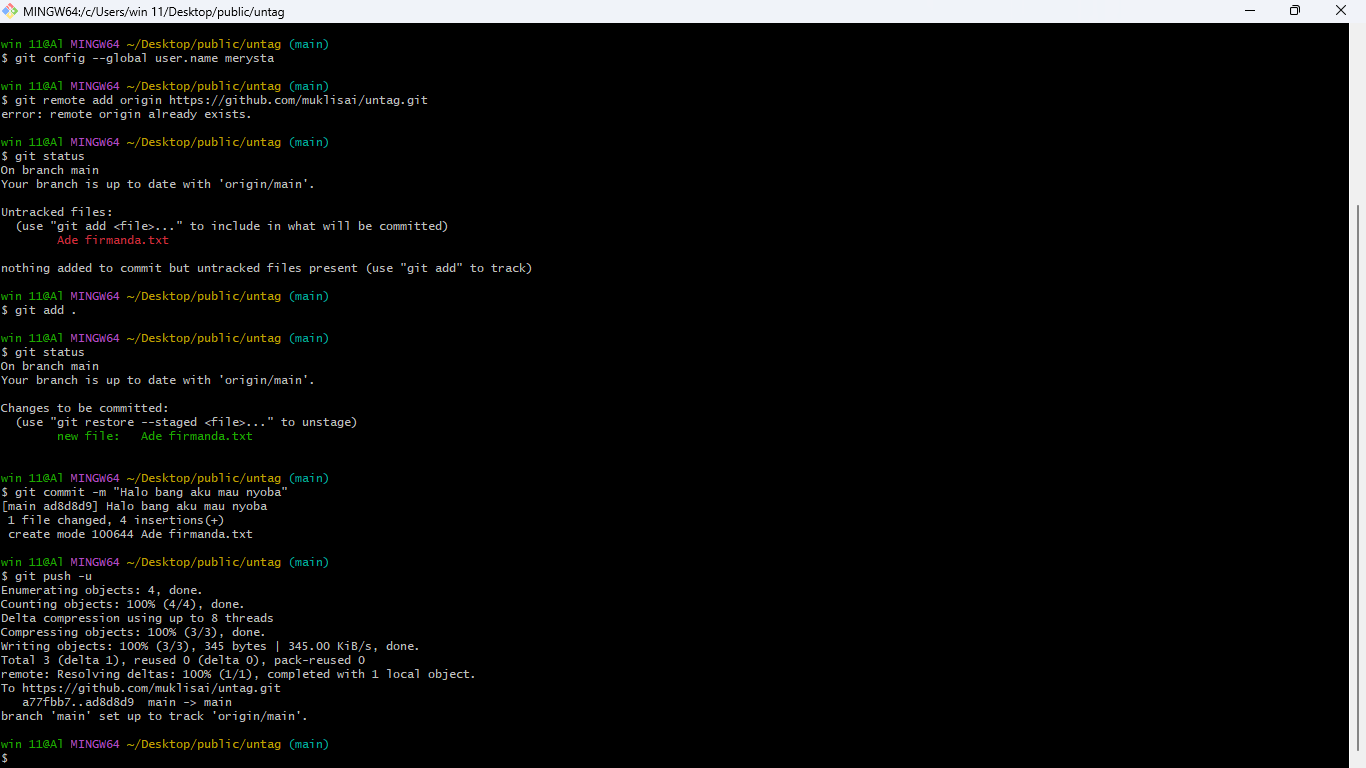 MINGW64:/c/Users/win 11/Desktop/public/untag
win 11@Al MINGW64 ~/Desktop/public/untag (main)
$ git config --global user.name merysta
win 11@Al MINGW64 ~/Desktop/public/untag (main)
$ git remote add origin https://github.com/muklisai/untag.git
error: remote origin already exists.
win 11@Al MINGW64 ~/Desktop/public/untag (main)
$ git status
On branch main
Your branch is up to date with 'origin/main'.
Untracked files:
  (use "git add <file>..." to include in what will be committed)
        Ade firmanda.txt
nothing added to commit but untracked files present (use "git add" to track)
win 11@Al MINGW64 ~/Desktop/public/untag (main)
$ git add .
win 11@Al MINGW64 ~/Desktop/public/untag (main)
$ git status
On branch main
Your branch is up to date with 'origin/main'.
Changes to be committed:
  (use "git restore --staged <file>..." to unstage)
        new file:   Ade firmanda.txt
win 11@Al MINGW64 ~/Desktop/public/untag (main)
$ git commit -m "Halo bang aku mau nyoba"
[main ad8d8d9] Halo bang aku mau nyoba
 1 file changed, 4 insertions(+)
 create mode 100644 Ade firmanda.txt
win 11@Al MINGW64 ~/Desktop/public/untag (main)
$ git push -u
Enumerating objects: 4, done.
Counting objects: 100% (4/4), done.
Delta compression using up to 8 threads
Compressing objects: 100% (3/3), done.
Writing objects: 100% (3/3), 345 bytes | 345.00 KiB/s, done.
Total 3 (delta 1), reused 0 (delta 0), pack-reused 0
remote: Resolving deltas: 100% (1/1), completed with 1 local object.
To https://github.com/muklisai/untag.git
   a77fbb7..ad8d8d9  main -> main
branch 'main' set up to track 'origin/main'.
win 11@Al MINGW64 ~/Desktop/public/untag (main)
$